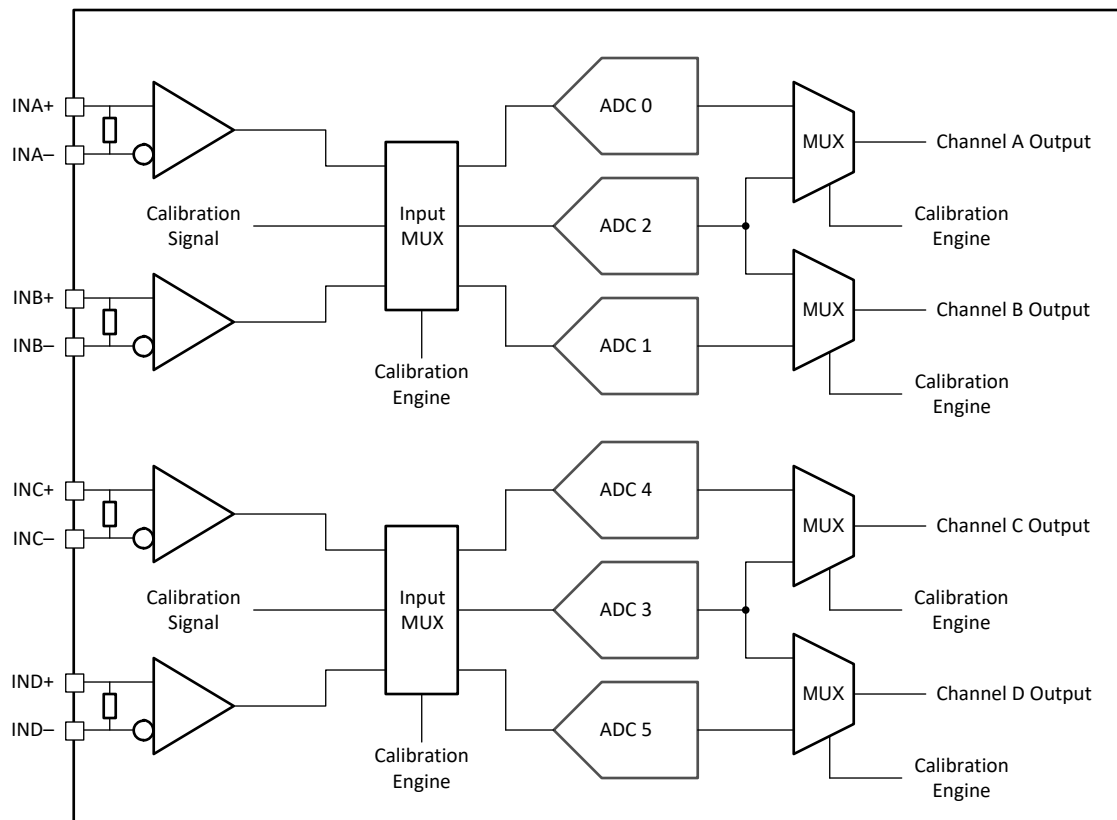 INA+
INA–
ADC 0
MUX
Channel A Output
Calibration
Signal
Input
MUX
ADC 2
Calibration
Engine
INB+
INB–
ADC 1
MUX
Channel B Output
Calibration
Engine
Calibration
Engine
INC+
INC–
ADC 4
MUX
Channel C Output
Calibration
Signal
Input
MUX
ADC 3
Calibration
Engine
IND+
IND–
ADC 5
MUX
Channel D Output
Calibration
Engine
Calibration
Engine